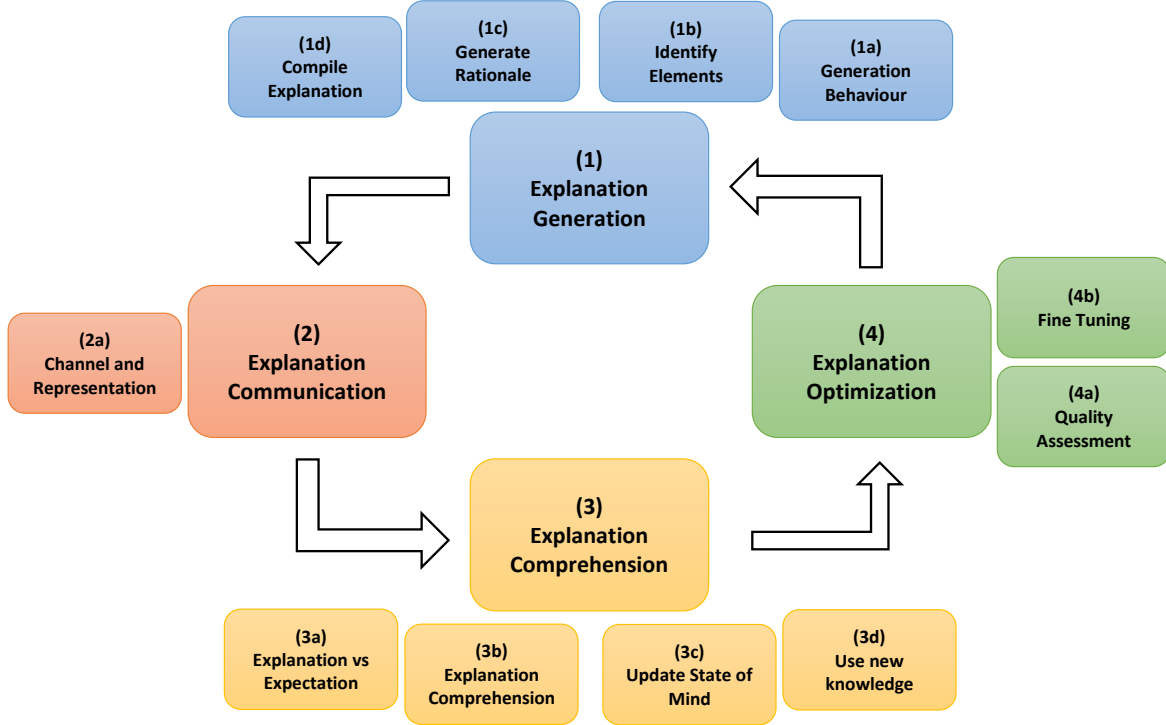 (1d)
Compile
Explanation
(1c)
Generate
Rationale
(1b)
Identify
Elements
(1a)
Generation
Behaviour
(1)
Explanation
Generation
(2a)
Channel and
Representation
(2)
Explanation
Communication
(4)
Explanation
Optimization
(4b)
Fine Tuning
(4a)
Quality
Assessment
(3)
Explanation
Comprehension
(3a)
Explanation vs
Expectation
(3b)
Explanation
Comprehension
(3c)
Update State of
Mind
(3d)
Use new
knowledge